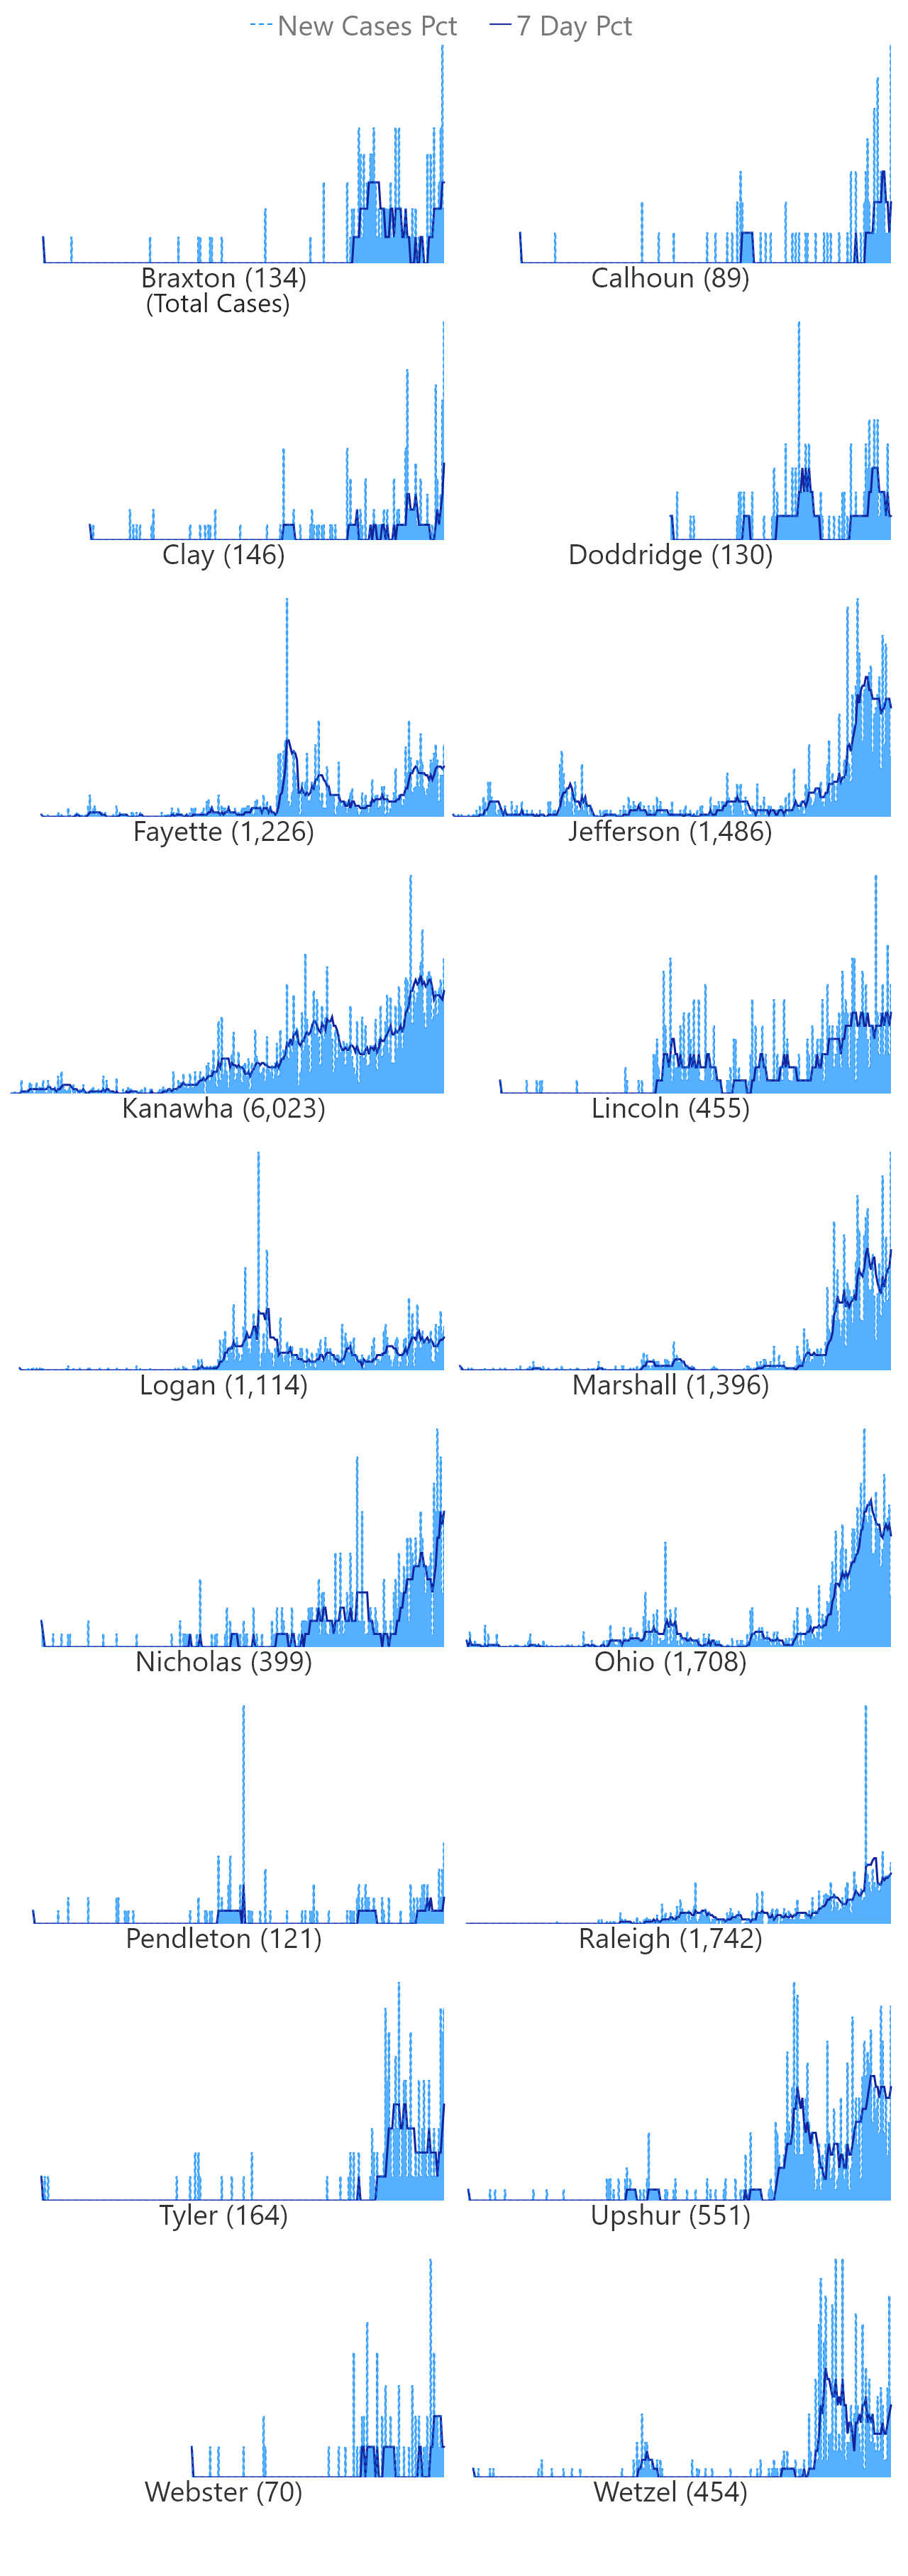 New Cases Pct 7 Day Pct
Braxton (134) Calhoun (89)
(Total Cases)
Clay (146) Doddridge (130)
Fayette (1,226) Jefferson (1,486)
Kanawha (6,023) Lincoln (455)
Logan (1,114) Marshall (1,396)
Nicholas (399) Ohio (1,708)
Pendleton (121) Raleigh (1,742)
Tyler (164) Upshur (551)
Webster (70) Wetzel (454)